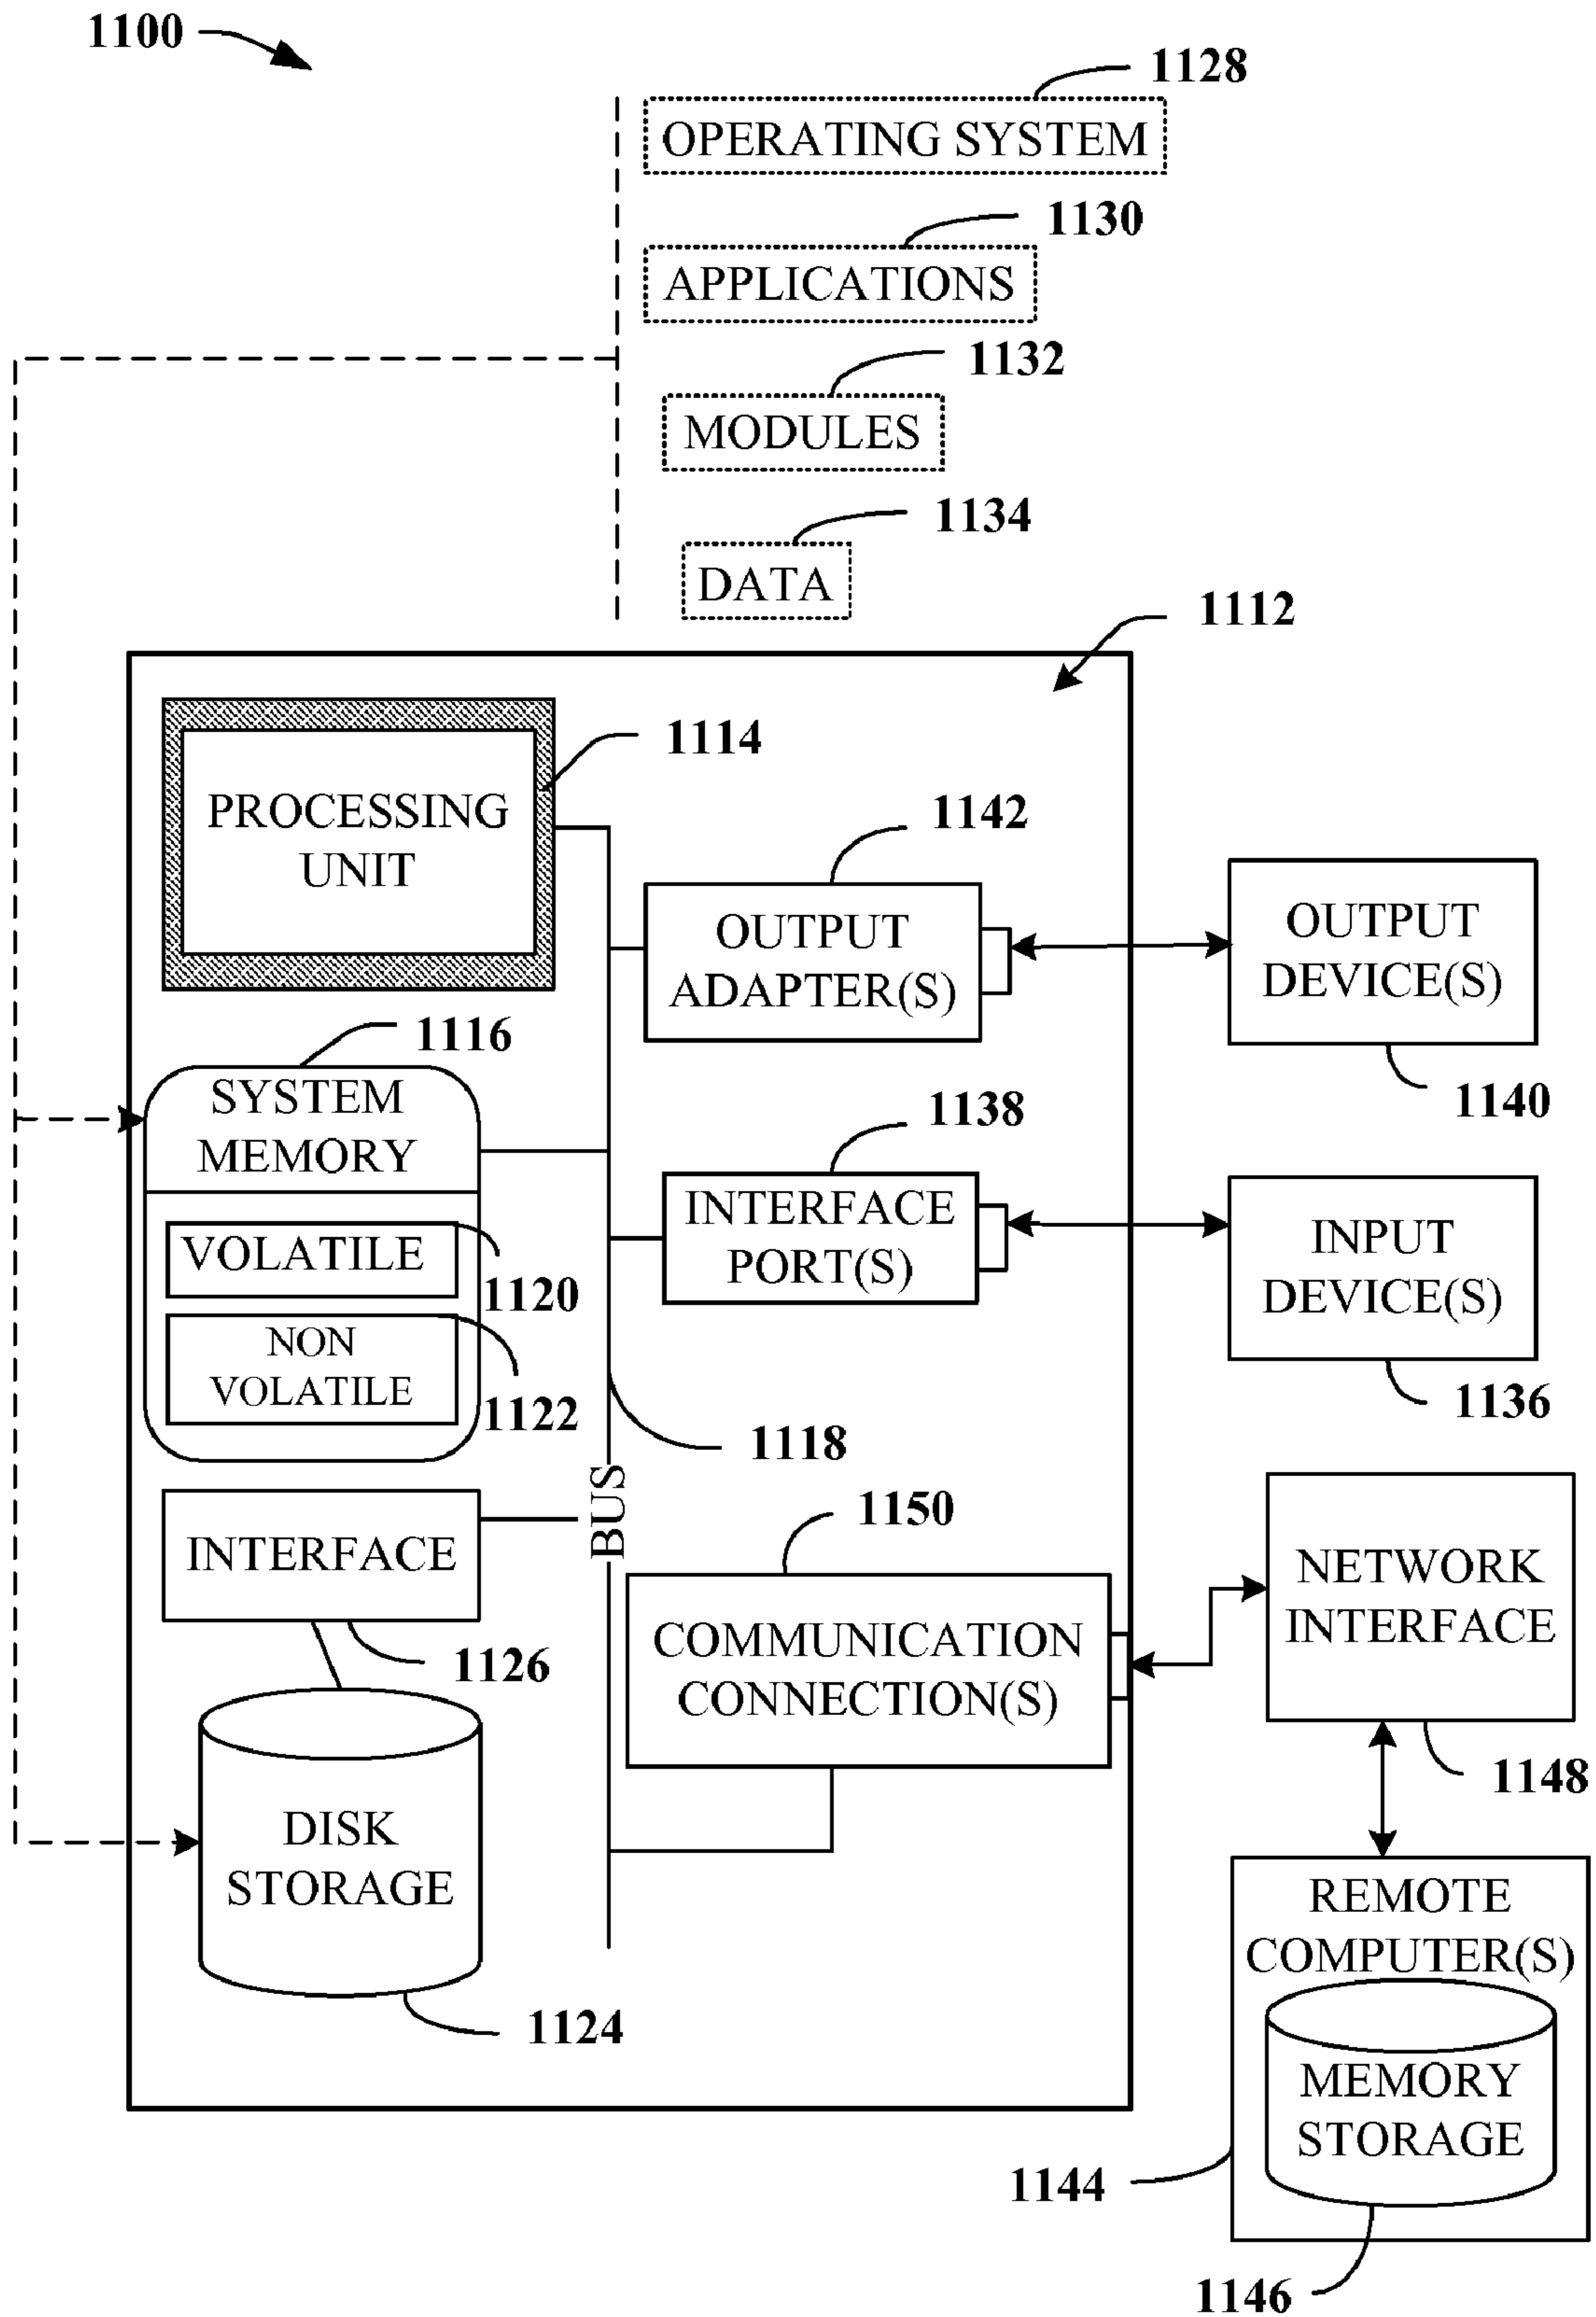 1100
1128
OPERATING SYSTEM
1130
APPLICATIONS
1132
MODULES
1134
DATA
1112
1114
PROCESSING
UNIT
1142
OUTPUT
ADAPTER(S)
OUTPUT
DEVICE(S)
1140
1116
SYSTEM
MEMORY
VOLATILE
1120
NON
VOLATILE
1122
1138
INTERFACE
PORT(S)
INPUT
DEVICE(S)
1136
1118
BUS
INTERFACE
1126
1150
COMMUNICATION
CONNECTION(S)
NETWORK
INTERFACE
1148
DISK
STORAGE
1124
REMOTE
COMPUTER(S)
MEMORY
STORAGE
1144
1146